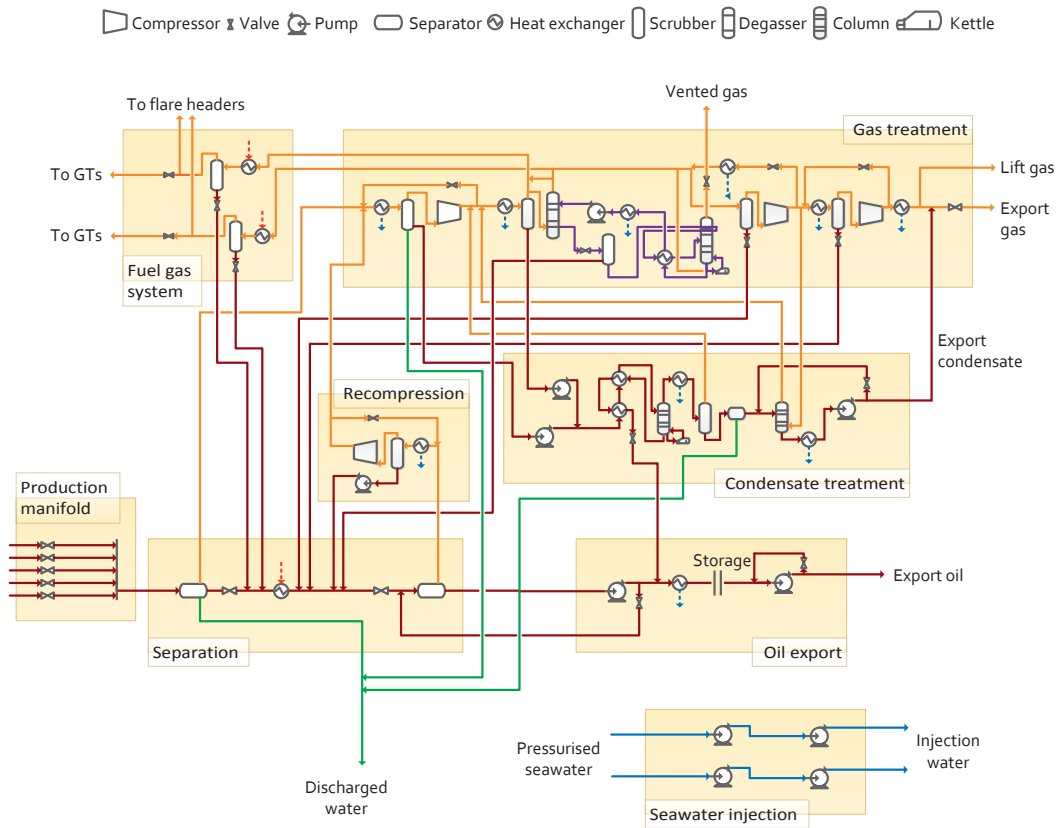 Compressor Valve Pump Separator Heat exchanger Scrubber Degasser Column Kettle
To flare headers
Vented gas
Gas treatment
To GTs
Lift gas
To GTs
Export
gas
Fuel gas
system
Export
condensate
Recompression
Production
manifold
Condensate treatment
Storage
Export oil
Separation
Oil export
Pressurised
seawater
Injection
water
Discharged
water
Seawater injection